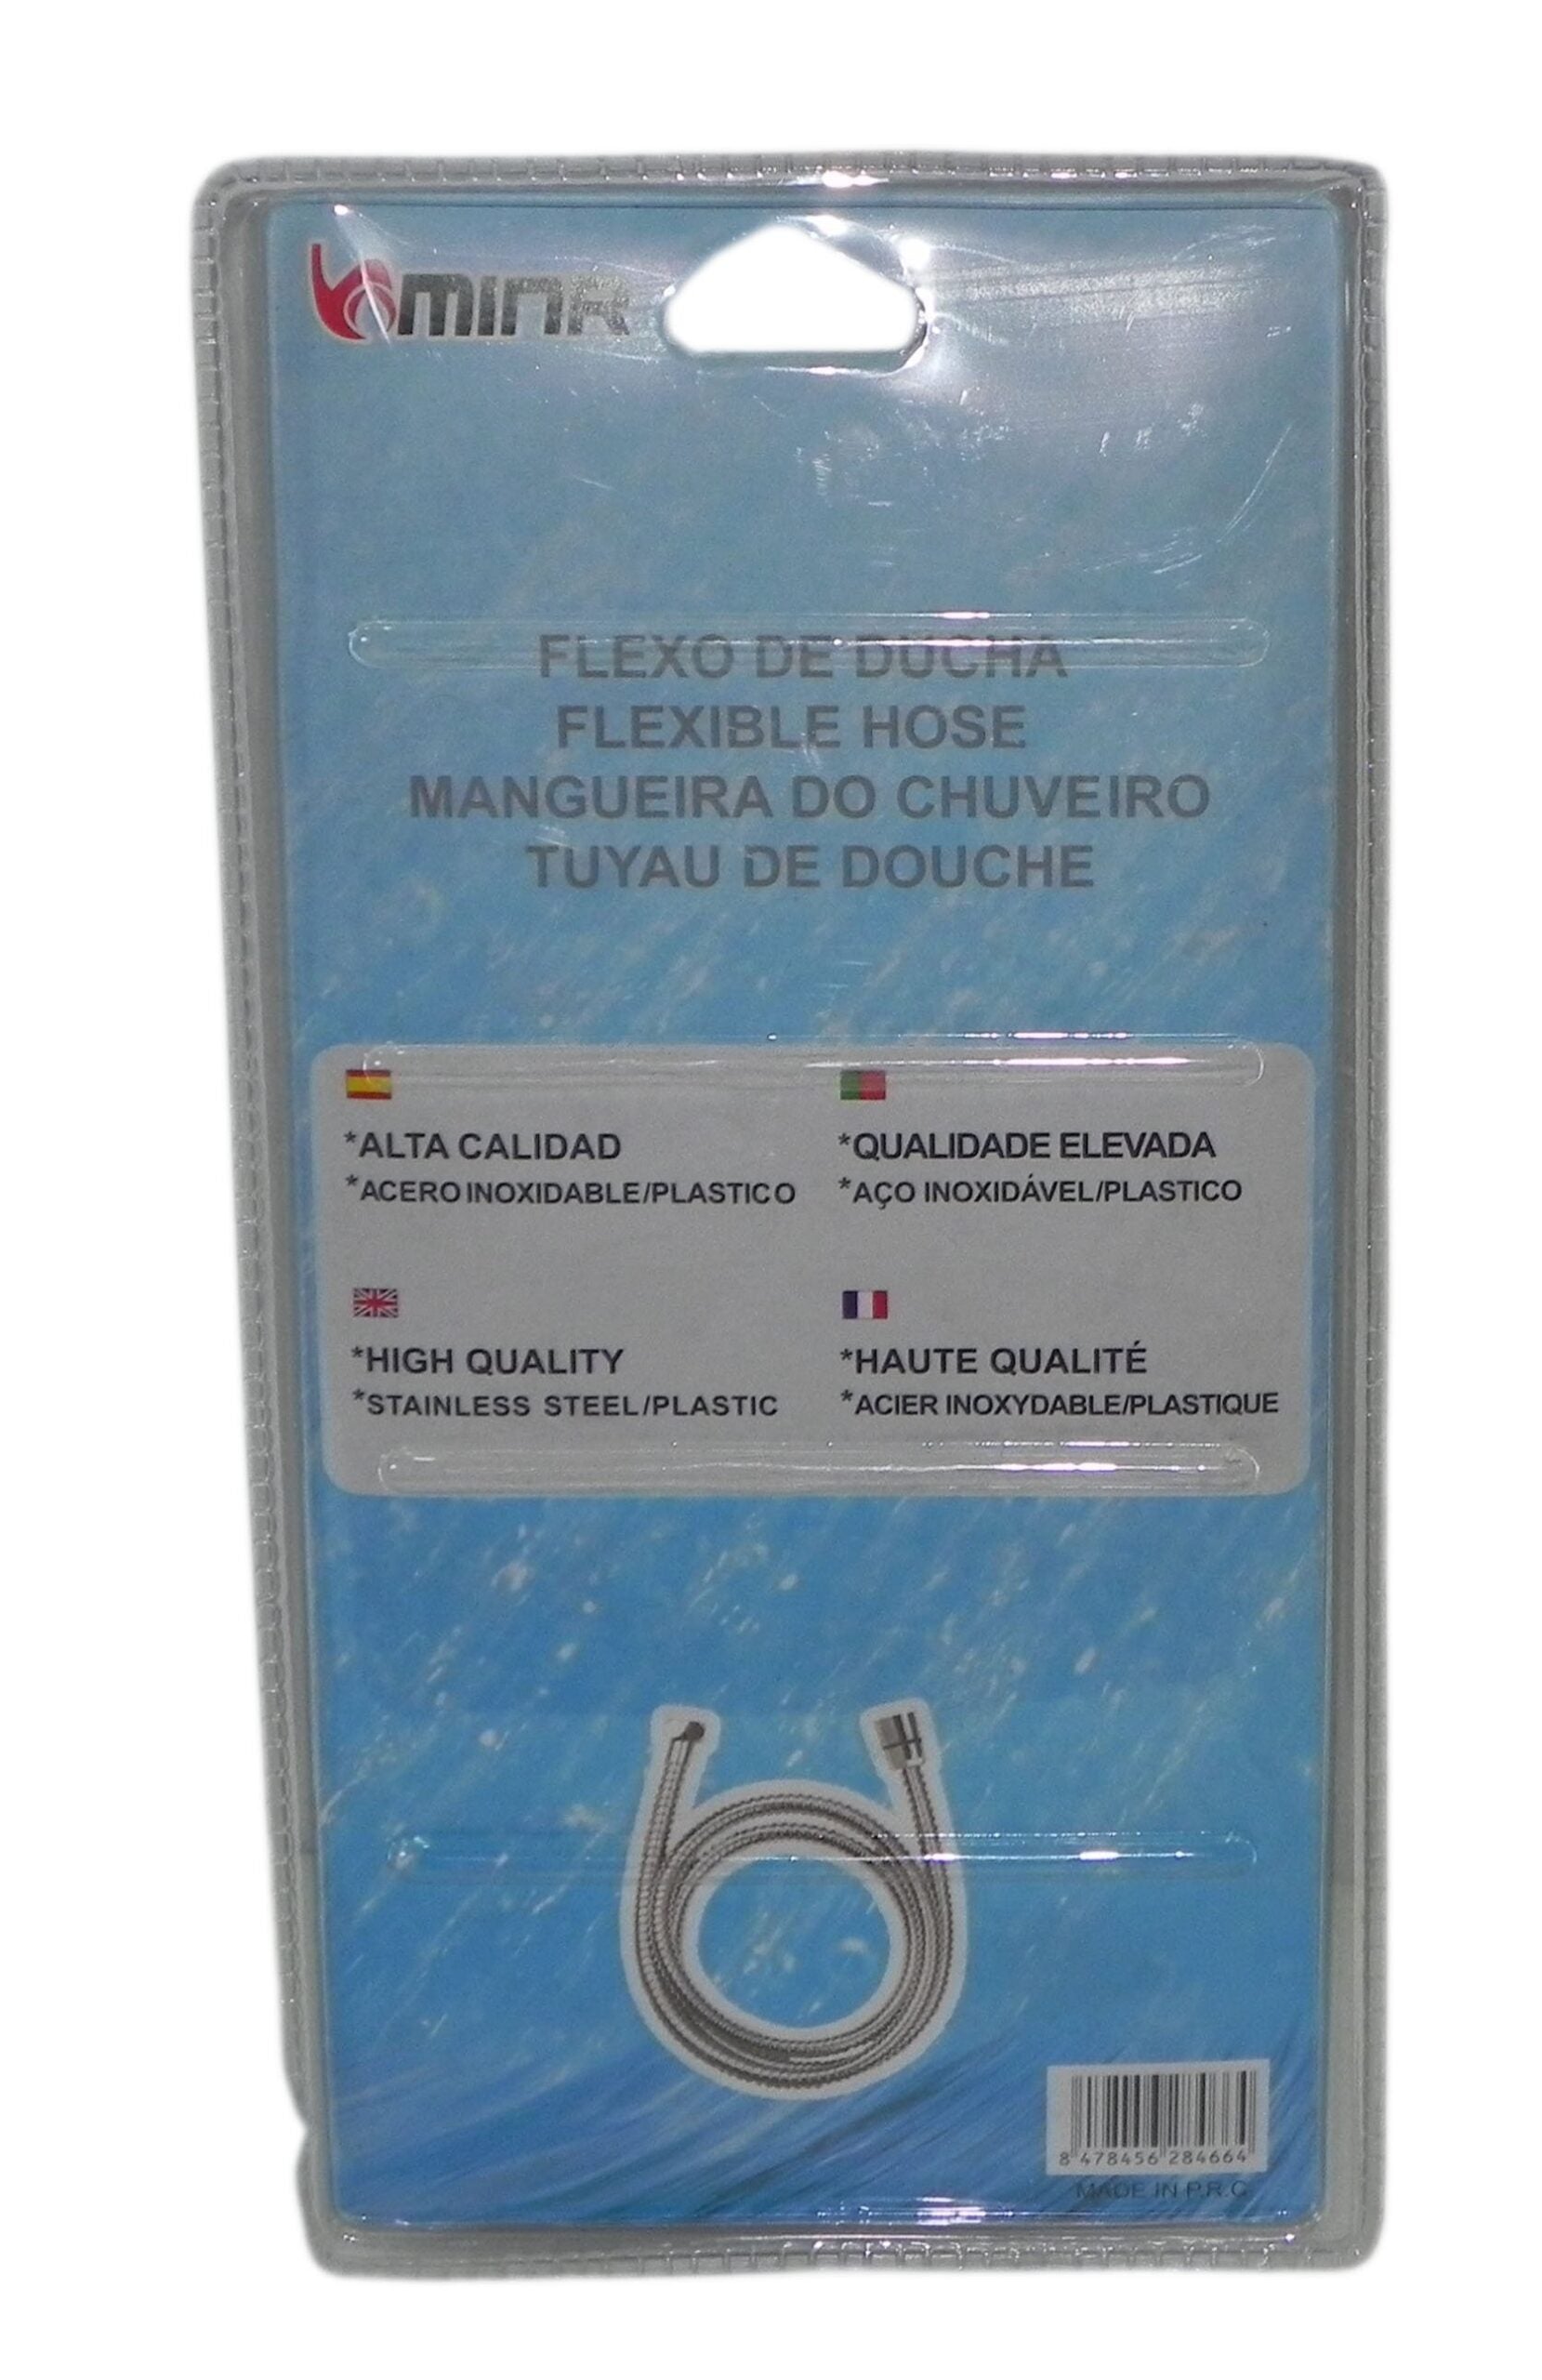 MINR
FLEXO DE DUCHA
FLEXIBLE HOSE
MANGUEIRA DO CHUVEIRO
TUYAU DE DOUCHE
*ALTA CALIDAD
*ACERO INOXIDABLE/PLASTICO
*QUALIDADE ELEVADA
*AÇO INOXIDÁVEL/PLASTICO
*HIGH QUALITY
*STAINLESS STEEL/PLASTIC
*HAUTE QUALITÉ
*ACIER INOXYDABLE/PLASTIQUE
8 478456 284664
MADE IN P.R.C